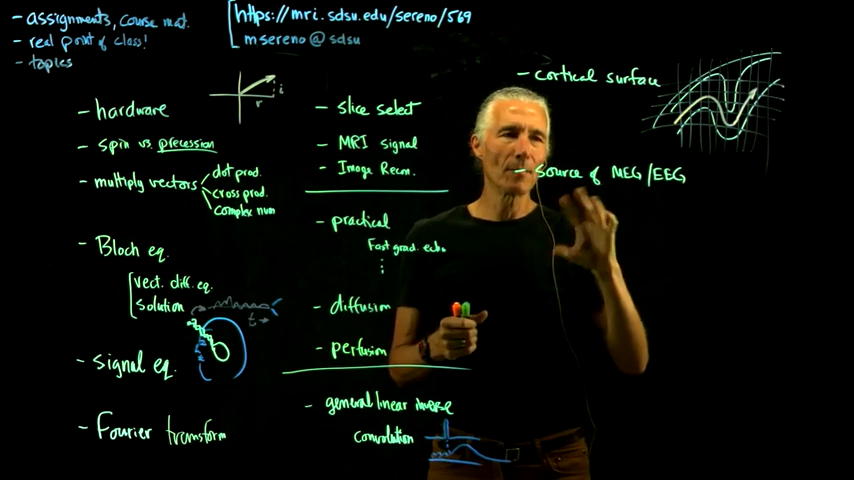 - assignments, course mat.
- real point of class!
- topics
https://mri.sdsu.edu/sereno/569
msereno@sdsu
- hardware
i
r
- spin vs. precession
- multiply vectors
dot prod.
cross prod.
complex num
- Bloch eq.
vect. diff. eq.
solution
t
- signal eq.
- Fourier transform
- slice select
- MRI signal
- Image Recon.
- practical
Fast grad. echo
- diffusion
- perfusion
- general linear inverse
convolution
- cortical surface
- source of MEG/EEG